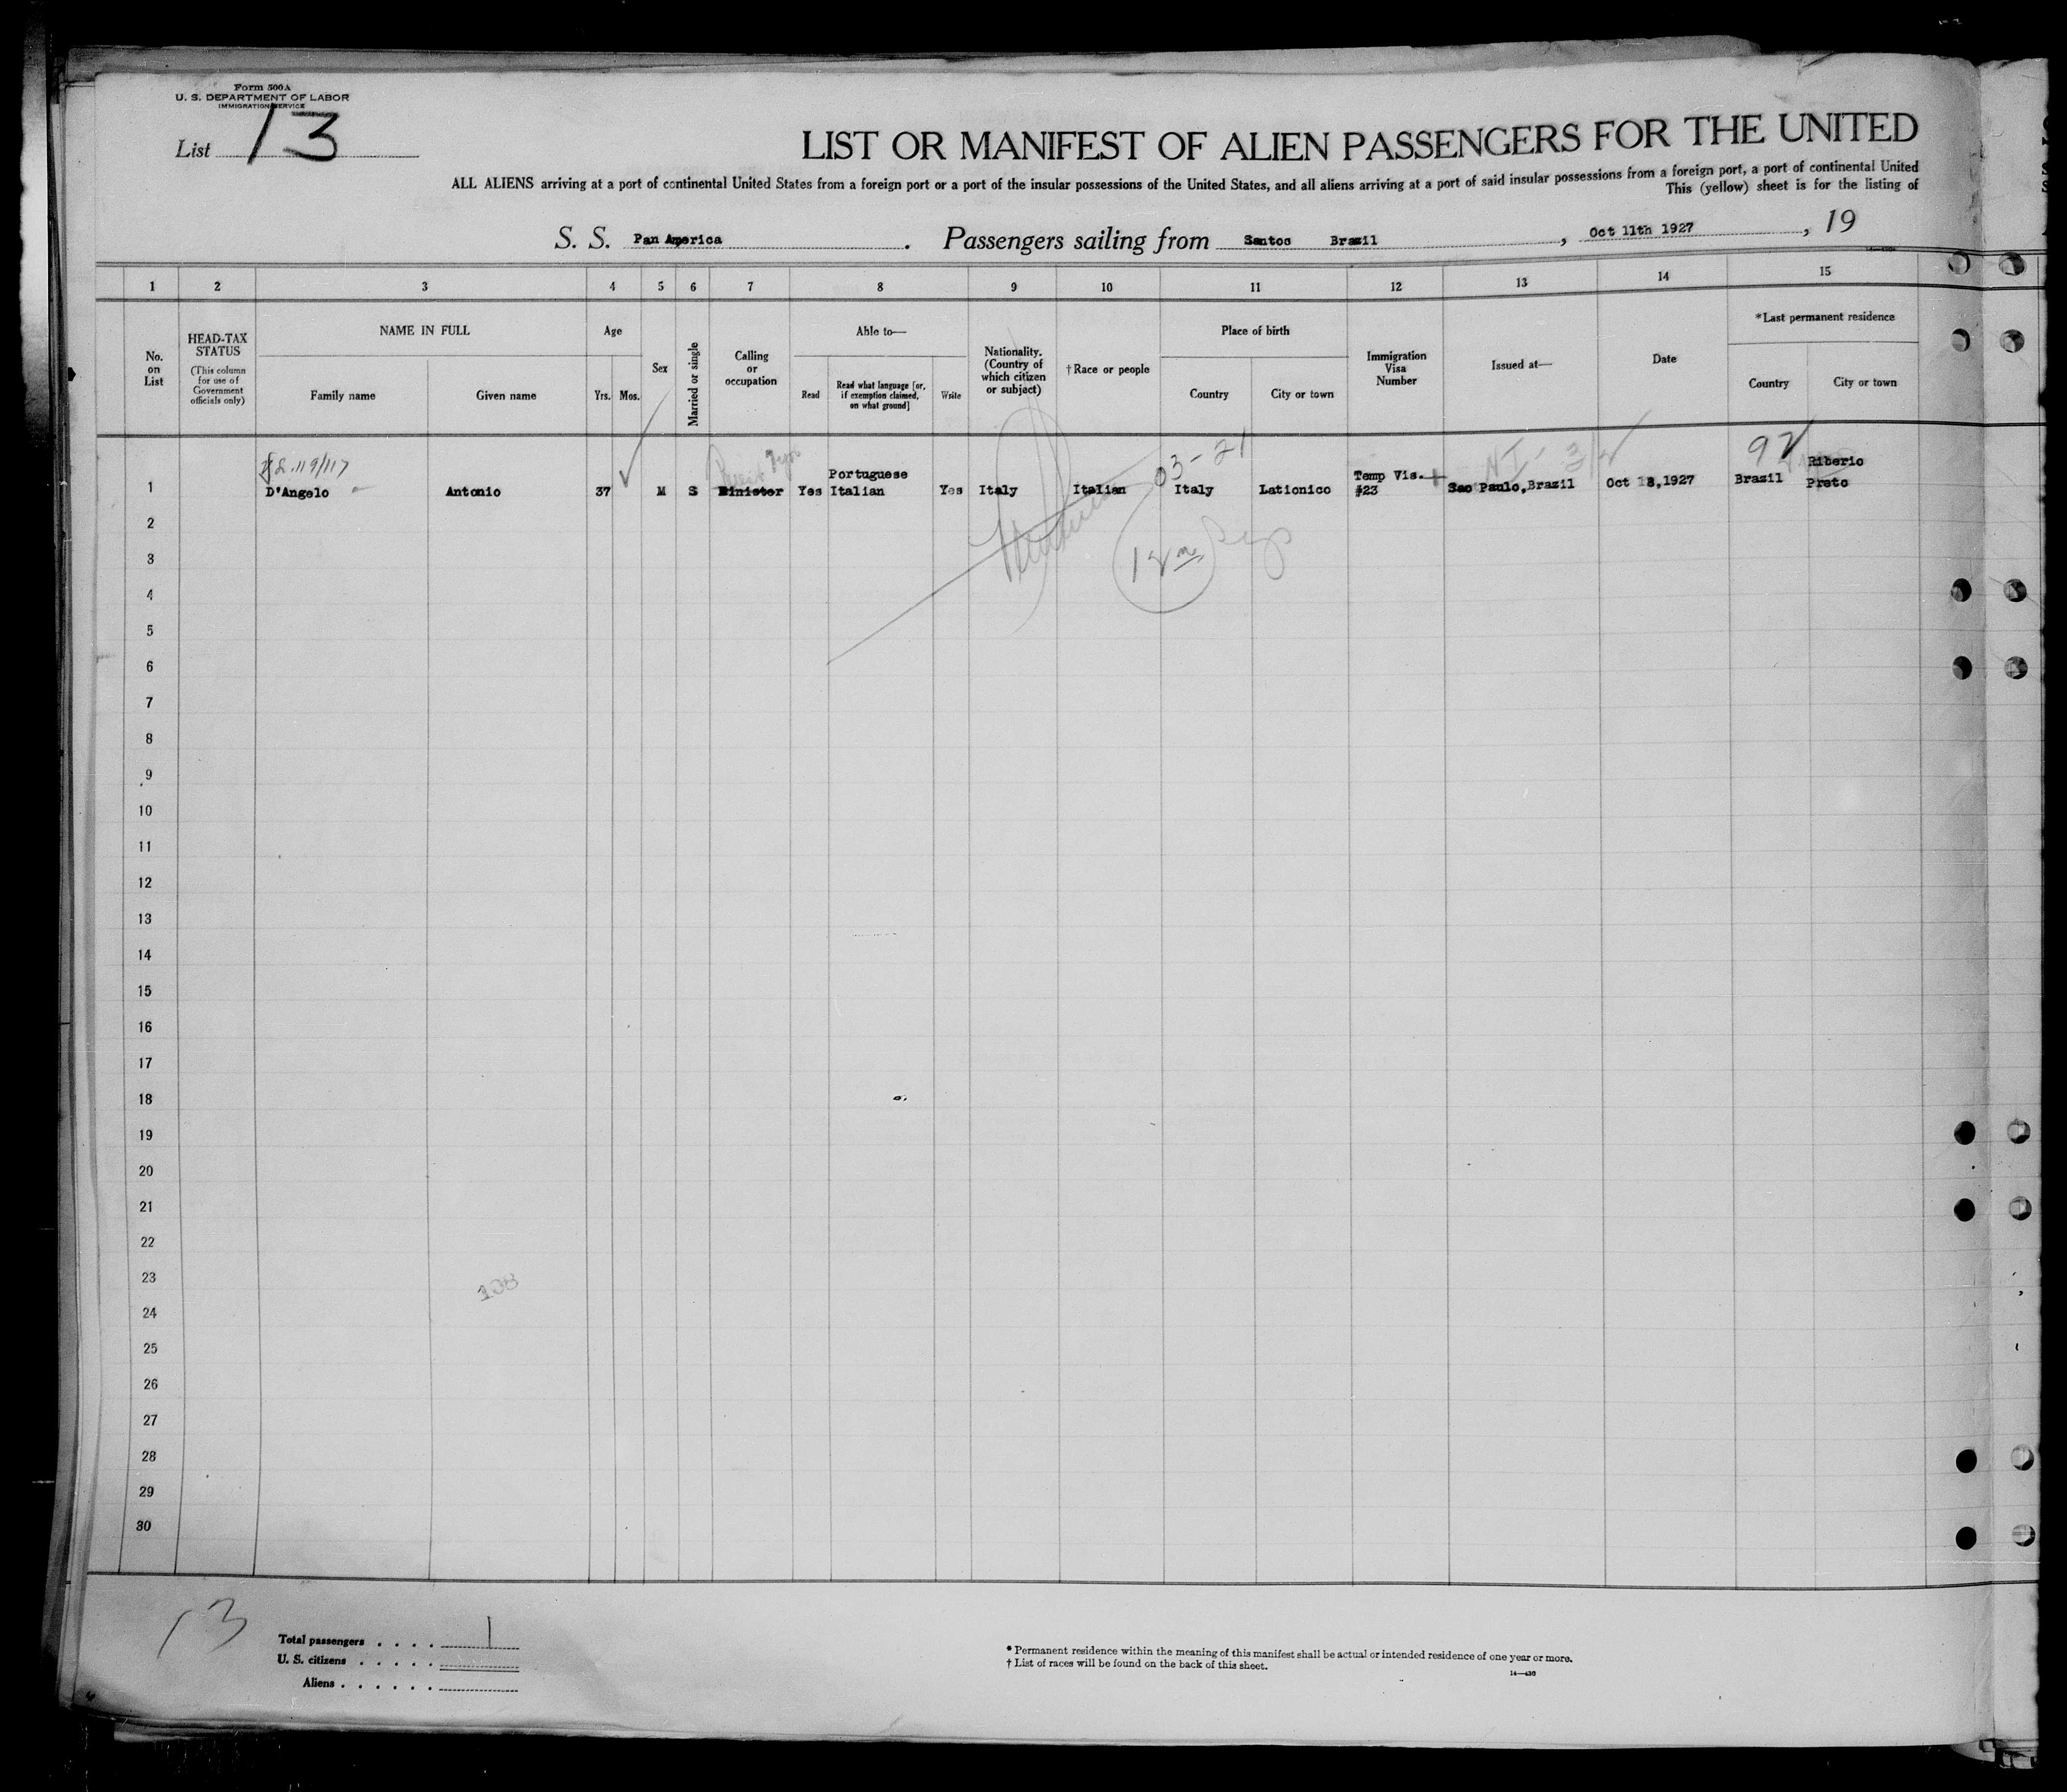 Form 500A
U. S. DEPARTMENT OF LABOR
IMMIGRATION SERVICE
List 13
LIST OR MANIFEST OF ALIEN PASSENGERS FOR THE UNITED
ALL ALIENS arriving at a port of continental United States from a foreign port or a port of the insular possessions of the United States, and all aliens arriving at a port of said insular possessions from a foreign port, a port of continental United
This (yellow) sheet is for the listing of
S. S. Pan America . Passengers sailing from Santos Brazil , Oct 11th 1927 , 19
1 2 3 4 5 6 7 8 9 10 11 12 13 14 15
No. on List
HEAD-TAX STATUS
(This column for use of Government officials only)
NAME IN FULL
Family name
Given name
Age
Yrs.
Mos.
Sex
Married or single
Calling or occupation
Able to—
Read
Read what language [or, if exemption claimed, on what ground]
Write
Nationality. (Country of which citizen or subject)
†Race or people
Place of birth
Country
City or town
Immigration Visa Number
Issued at—
Date
*Last permanent residence
Country
City or town
03-21
92
1 D'Angelo Antonio 37 M S Minister Yes Portuguese Italian Yes Italy Italian Italy Lationico Temp Vis. #23 Sao Paulo,Brazil Oct 8,1927 Brazil Riberio Preto
2
3
4
5
6
7
8
9
10
11
12
13
14
15
16
17
18
19
20
21
22
23
108
24
25
26
27
28
29
30
13
Total passengers . . . . 1
U. S. citizens . . . . .
Aliens . . . . . .
* Permanent residence within the meaning of this manifest shall be actual or intended residence of one year or more.
† List of races will be found on the back of this sheet.
14—430